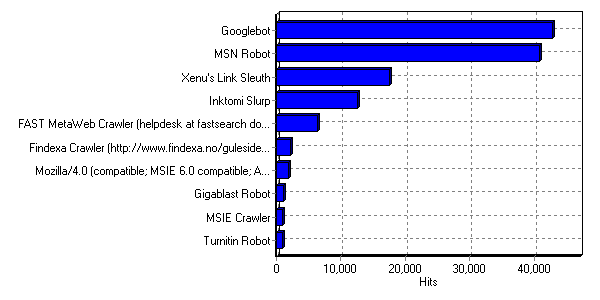 Googlebot
MSN Robot
Xenu's Link Sleuth
Inktomi Slurp
FAST MetaWeb Crawler (helpdesk at fastsearch do...
Findexa Crawler (http://www.findexa.no/guleside...
Mozilla/4.0 (compatible; MSIE 6.0 compatible; A...
Gigablast Robot
MSIE Crawler
Turnitin Robot
0 10,000 20,000 30,000 40,000
Hits